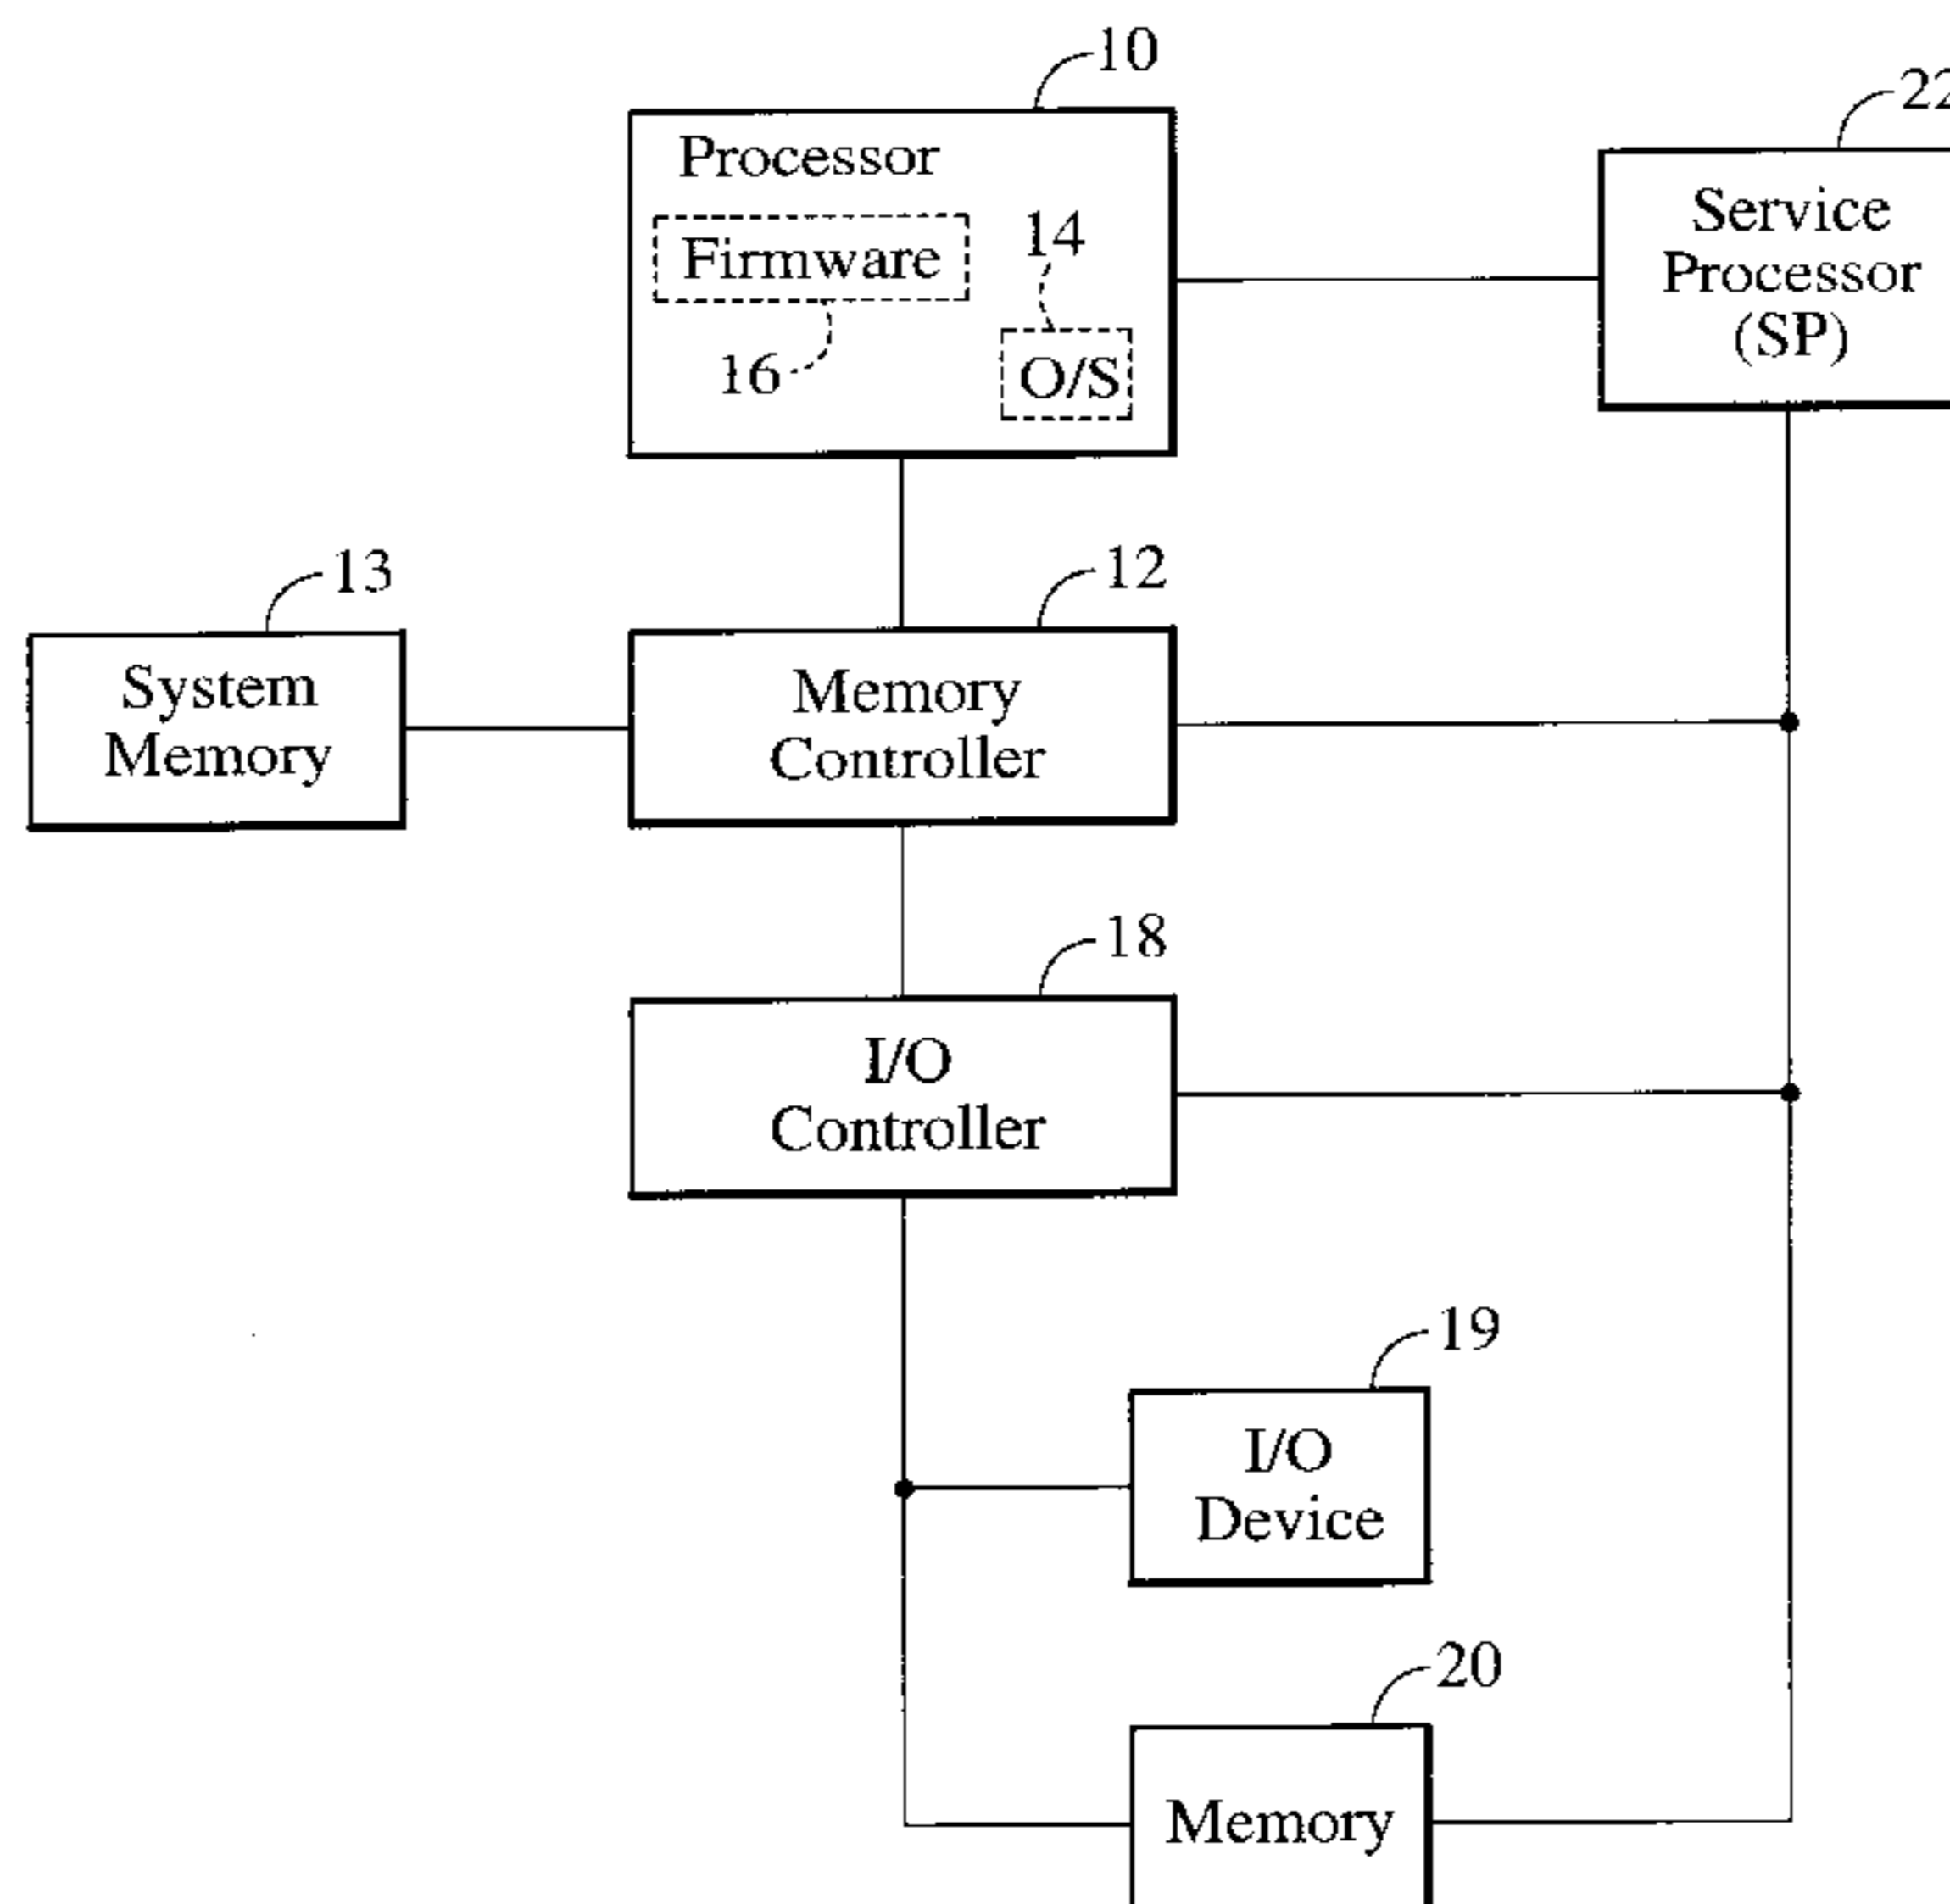 10
22
Processor
Service
Processor
(SP)
14
Firmware
16
O/S
13
12
System
Memory
Memory
Controller
18
I/O
Controller
19
I/O
Device
20
Memory